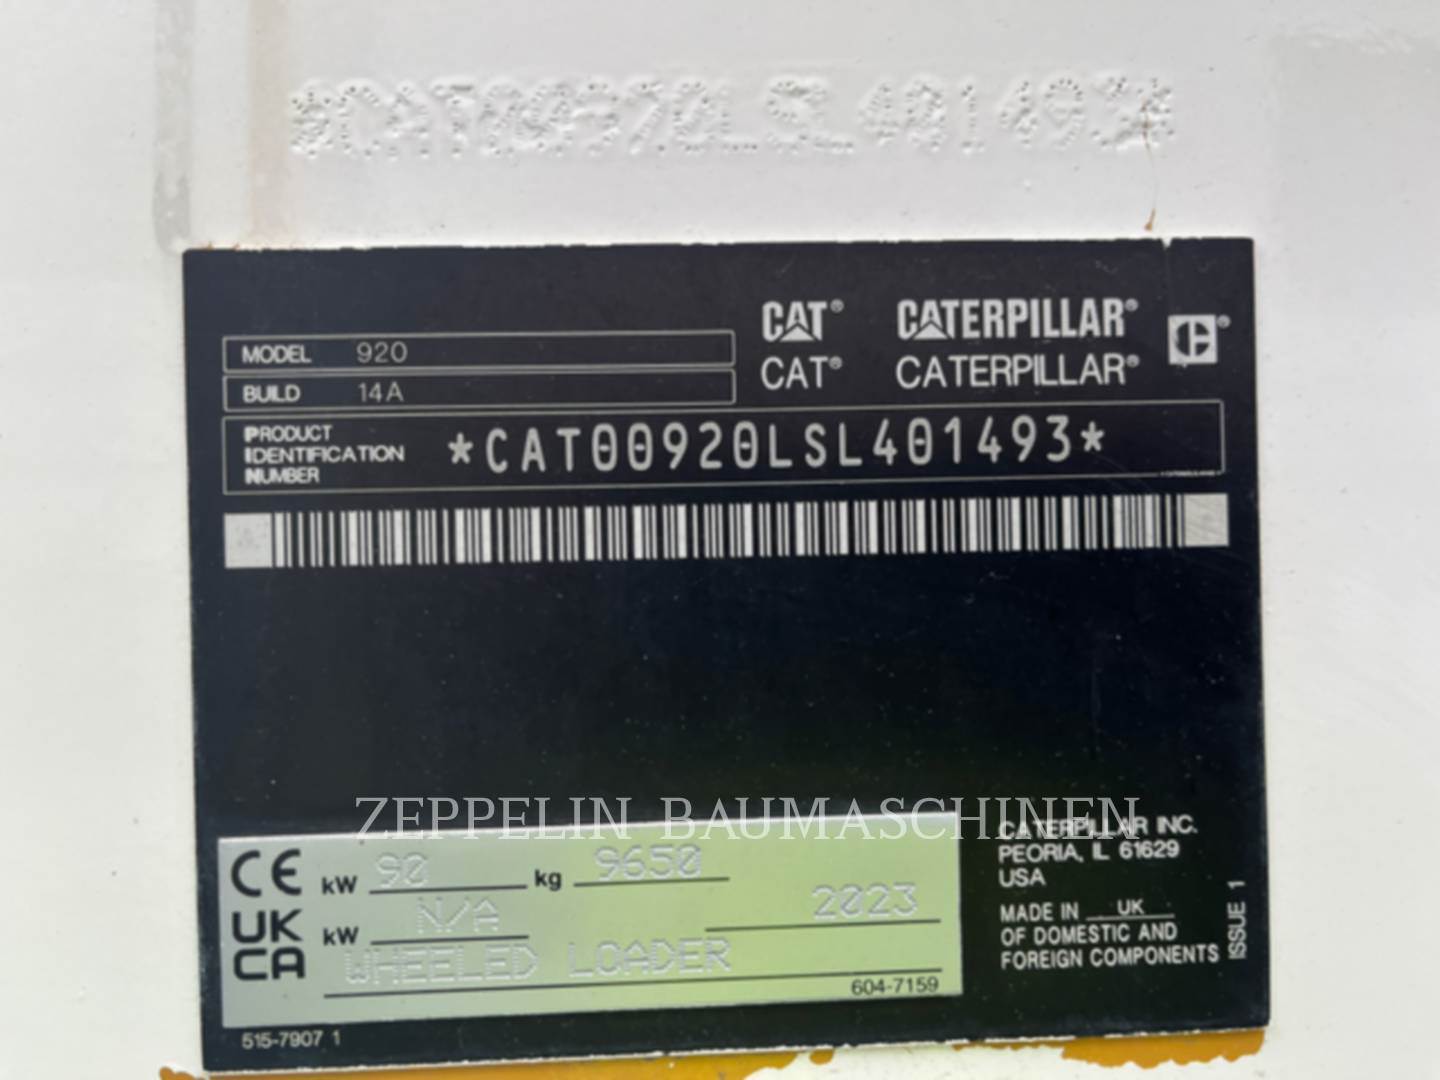 *CAT00920LSL401493*
CAT® CATERPILLAR®
CAT® CATERPILLAR®
MODEL 920
BUILD 14A
PRODUCT IDENTIFICATION NUMBER *CAT00920LSL401493*
ZEPPELIN BAUMASCHINEN
CE kW 90 kg 9650
UK CA kW N/A 2023
WHEELED LOADER
604-7159
515-7907 1
CATERPILLAR INC.
PEORIA, IL 61629
USA
MADE IN UK
OF DOMESTIC AND
FOREIGN COMPONENTS
ISSUE 1